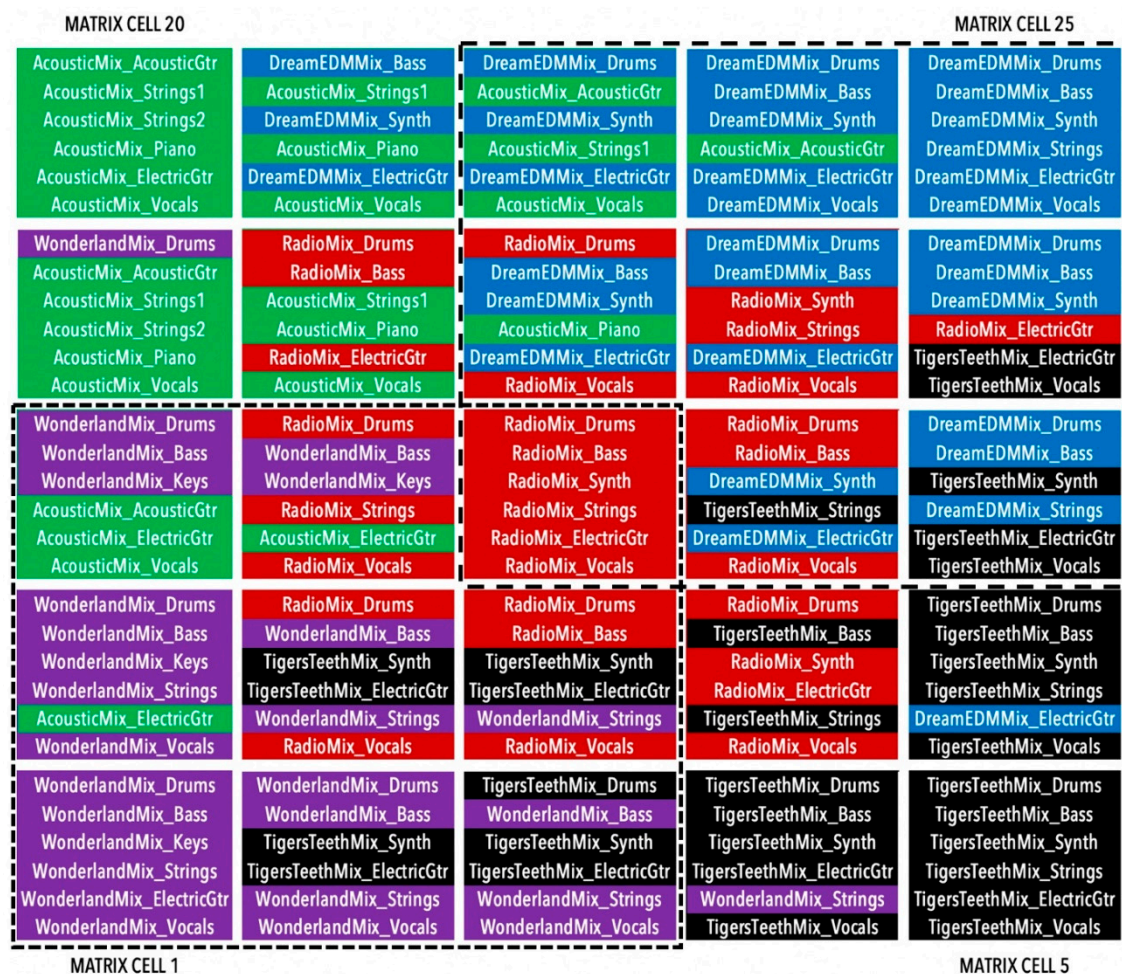 MATRIX CELL 20
MATRIX CELL 25
AcousticMix_AcousticGtr
AcousticMix_Strings1
AcousticMix_Strings2
AcousticMix_Piano
AcousticMix_ElectricGtr
AcousticMix_Vocals
DreamEDMMix_Bass
AcousticMix_Strings1
DreamEDMMix_Synth
AcousticMix_Piano
DreamEDMMix_ElectricGtr
AcousticMix_Vocals
DreamEDMMix_Drums
AcousticMix_AcousticGtr
DreamEDMMix_Synth
AcousticMix_Strings1
DreamEDMMix_ElectricGtr
AcousticMix_Vocals
DreamEDMMix_Drums
DreamEDMMix_Bass
DreamEDMMix_Synth
AcousticMix_AcousticGtr
DreamEDMMix_ElectricGtr
DreamEDMMix_Vocals
DreamEDMMix_Drums
DreamEDMMix_Bass
DreamEDMMix_Synth
DreamEDMMix_Strings
DreamEDMMix_ElectricGtr
DreamEDMMix_Vocals
WonderlandMix_Drums
AcousticMix_AcousticGtr
AcousticMix_Strings1
AcousticMix_Strings2
AcousticMix_Piano
AcousticMix_Vocals
RadioMix_Drums
RadioMix_Bass
AcousticMix_Strings1
AcousticMix_Piano
RadioMix_ElectricGtr
AcousticMix_Vocals
RadioMix_Drums
DreamEDMMix_Bass
DreamEDMMix_Synth
AcousticMix_Piano
DreamEDMMix_ElectricGtr
RadioMix_Vocals
DreamEDMMix_Drums
DreamEDMMix_Bass
RadioMix_Synth
RadioMix_Strings
DreamEDMMix_ElectricGtr
RadioMix_Vocals
DreamEDMMix_Drums
DreamEDMMix_Bass
DreamEDMMix_Synth
RadioMix_ElectricGtr
TigersTeethMix_ElectricGtr
TigersTeethMix_Vocals
WonderlandMix_Drums
WonderlandMix_Bass
WonderlandMix_Keys
AcousticMix_AcousticGtr
AcousticMix_ElectricGtr
AcousticMix_Vocals
RadioMix_Drums
WonderlandMix_Bass
WonderlandMix_Keys
RadioMix_Strings
AcousticMix_ElectricGtr
RadioMix_Vocals
RadioMix_Drums
RadioMix_Bass
RadioMix_Synth
RadioMix_Strings
RadioMix_ElectricGtr
RadioMix_Vocals
RadioMix_Drums
RadioMix_Bass
DreamEDMMix_Synth
TigersTeethMix_Strings
DreamEDMMix_ElectricGtr
RadioMix_Vocals
DreamEDMMix_Drums
DreamEDMMix_Bass
TigersTeethMix_Synth
DreamEDMMix_Strings
TigersTeethMix_ElectricGtr
TigersTeethMix_Vocals
WonderlandMix_Drums
WonderlandMix_Bass
WonderlandMix_Keys
WonderlandMix_Strings
AcousticMix_ElectricGtr
WonderlandMix_Vocals
RadioMix_Drums
WonderlandMix_Bass
TigersTeethMix_Synth
TigersTeethMix_ElectricGtr
WonderlandMix_Strings
RadioMix_Vocals
RadioMix_Drums
RadioMix_Bass
TigersTeethMix_Synth
TigersTeethMix_ElectricGtr
WonderlandMix_Strings
RadioMix_Vocals
RadioMix_Drums
TigersTeethMix_Bass
RadioMix_Synth
RadioMix_ElectricGtr
TigersTeethMix_Strings
RadioMix_Vocals
TigersTeethMix_Drums
TigersTeethMix_Bass
TigersTeethMix_Synth
TigersTeethMix_Strings
DreamEDMMix_ElectricGtr
TigersTeethMix_Vocals
WonderlandMix_Drums
WonderlandMix_Bass
WonderlandMix_Keys
WonderlandMix_Strings
WonderlandMix_ElectricGtr
WonderlandMix_Vocals
WonderlandMix_Drums
WonderlandMix_Bass
TigersTeethMix_Synth
TigersTeethMix_ElectricGtr
WonderlandMix_Strings
WonderlandMix_Vocals
TigersTeethMix_Drums
WonderlandMix_Bass
TigersTeethMix_Synth
TigersTeethMix_ElectricGtr
WonderlandMix_Strings
WonderlandMix_Vocals
TigersTeethMix_Drums
TigersTeethMix_Bass
TigersTeethMix_Synth
TigersTeethMix_ElectricGtr
WonderlandMix_Strings
TigersTeethMix_Vocals
TigersTeethMix_Drums
TigersTeethMix_Bass
TigersTeethMix_Synth
TigersTeethMix_Strings
TigersTeethMix_ElectricGtr
TigersTeethMix_Vocals
MATRIX CELL 1
MATRIX CELL 5